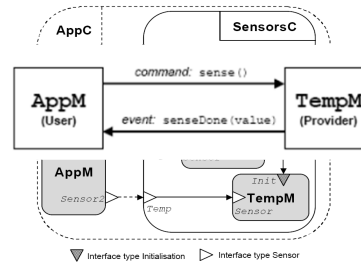 AppC
SensorsC
command: sense()
AppM
(User)
TempM
(Provider)
event: senseDone(value)
AppM
Sensor2
Temp
Init
TempM
Sensor
Interface type Initialisation
Interface type Sensor